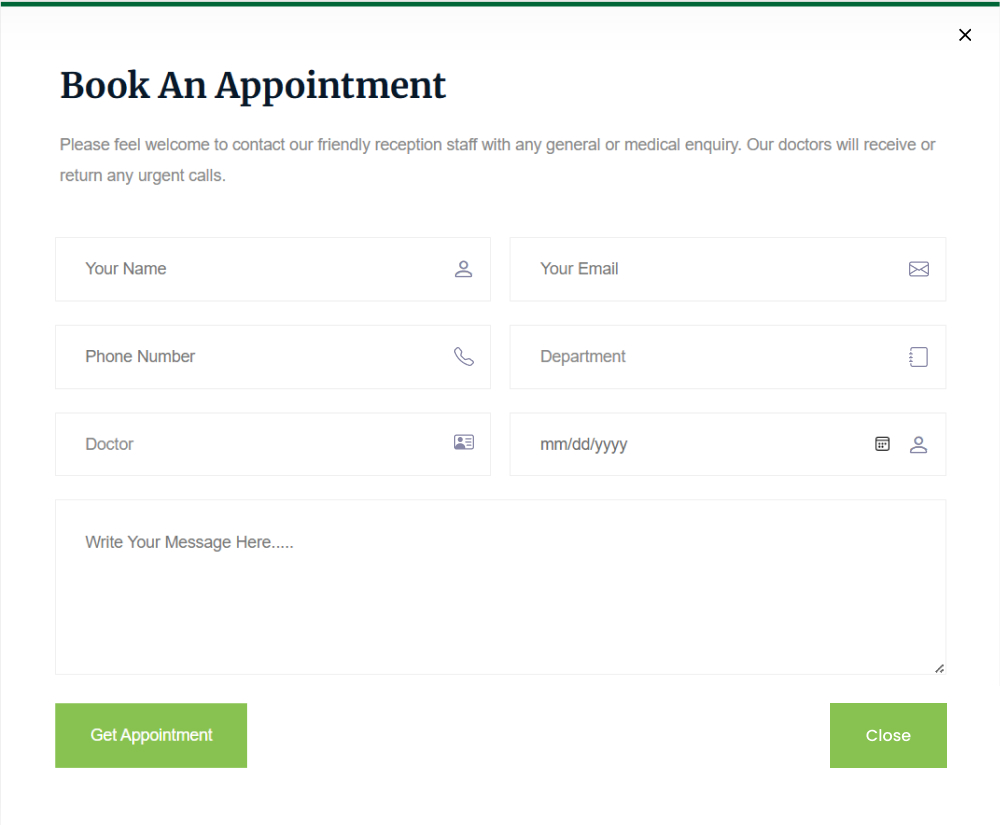 Book An Appointment
Please feel welcome to contact our friendly reception staff with any general or medical enquiry. Our doctors will receive or
return any urgent calls.
Your Name
Your Email
Phone Number
Department
Doctor
mm/dd/yyyy
Write Your Message Here.....
Get Appointment
Close